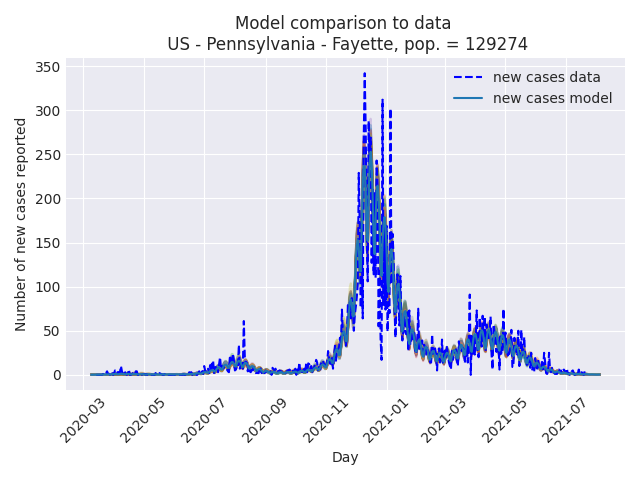 Model comparison to data
US - Pennsylvania - Fayette, pop. = 129274
Number of new cases reported
350
300
250
200
150
100
50
0
new cases data
new cases model
2020-03
2020-05
2020-07
2020-09
2020-11
2021-01
2021-03
2021-05
2021-07
Day